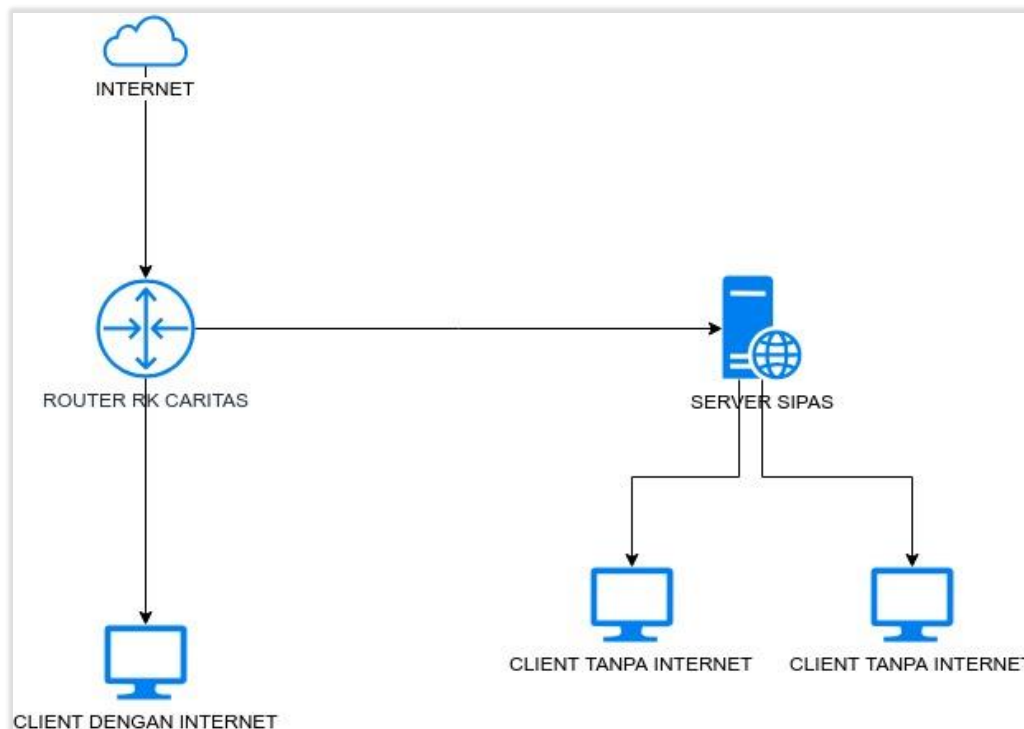 INTERNET
ROUTER RK CARITAS
SERVER SIPAS
CLIENT TANPA INTERNET
CLIENT TANPA INTERNET
CLIENT DENGAN INTERNET